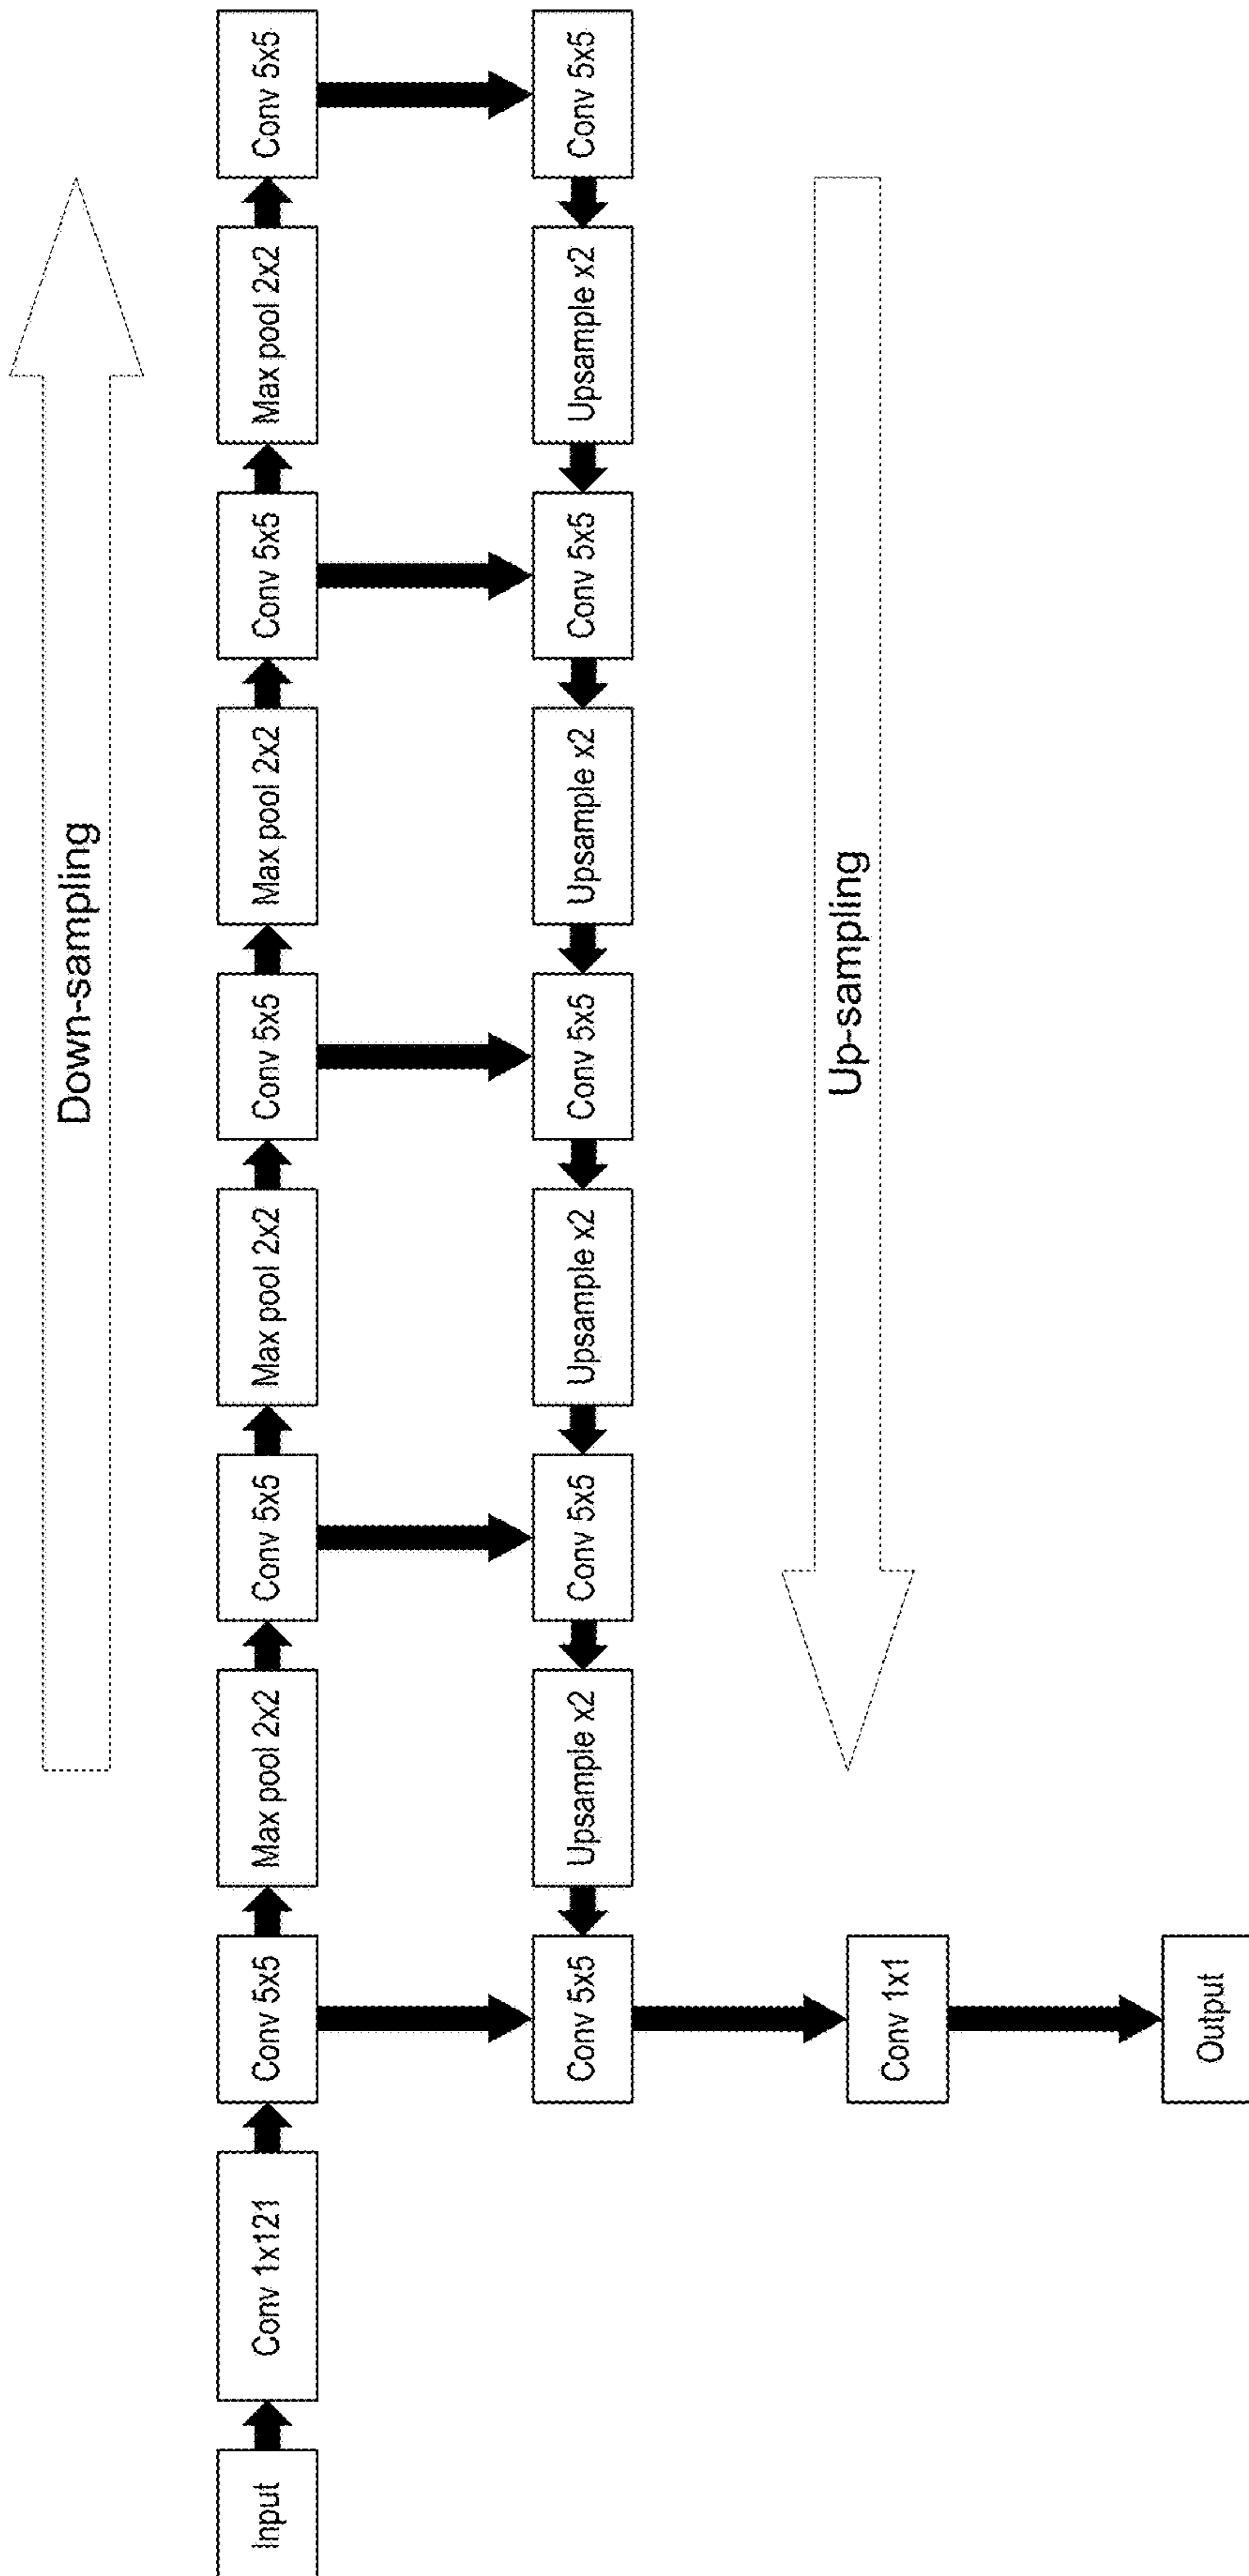 Down-sampling
Input
Conv 1x121
Conv 5x5
Max pool 2x2
Conv 5x5
Max pool 2x2
Conv 5x5
Max pool 2x2
Conv 5x5
Max pool 2x2
Conv 5x5
Conv 5x5
Upsample x2
Conv 5x5
Upsample x2
Conv 5x5
Upsample x2
Conv 5x5
Upsample x2
Conv 5x5
Conv 1x1
Up-sampling
Output